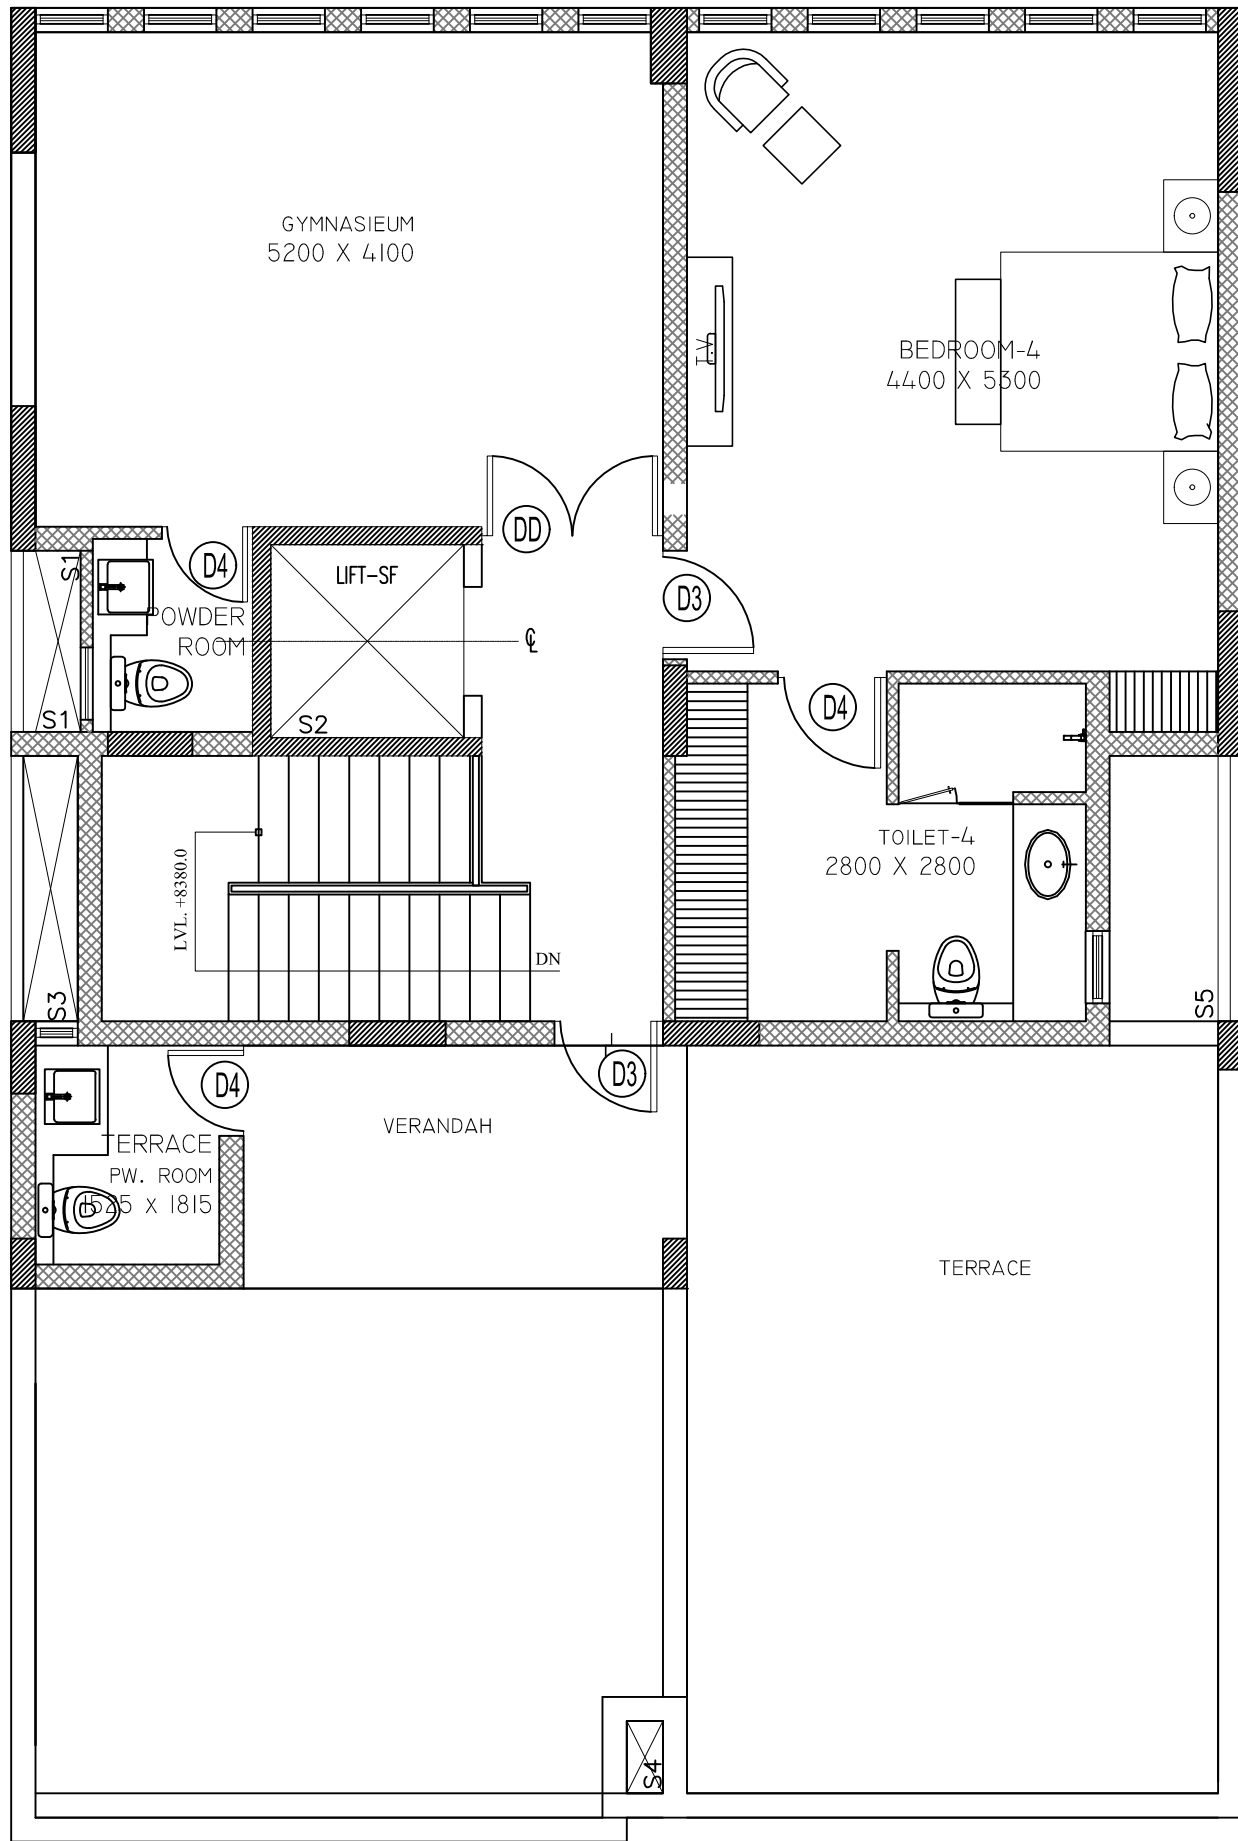 GYMNASIEUM
5200 X 4100
T.V.
BEDROOM-4
4400 X 5300
DD
S1
D4
LIFT-SF
D3
POWDER
ROOM
℄
S1
S2
D4
TOILET-4
2800 X 2800
LVL. +8380.0
DN
S3
S5
D4
D3
VERANDAH
TERRACE
PW. ROOM
1525 X 1815
TERRACE
S4